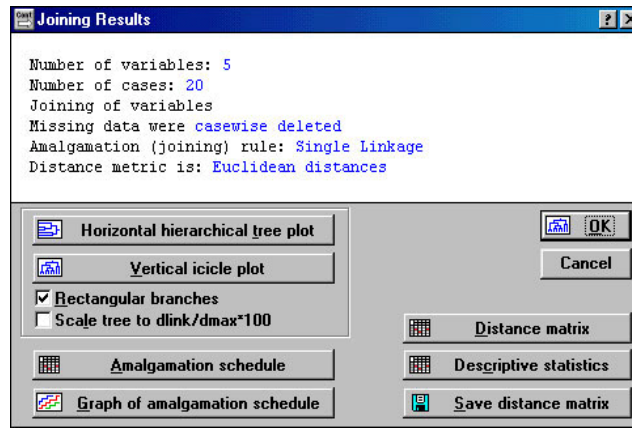 Joining Results
Number of variables: 5
Number of cases: 20
Joining of variables
Missing data were casewise deleted
Amalgamation (joining) rule: Single Linkage
Distance metric is: Euclidean distances
Horizontal hierarchical tree plot
OK
Vertical icicle plot
Cancel
Rectangular branches
Scale tree to dlink/dmax*100
Distance matrix
Amalgamation schedule
Descriptive statistics
Graph of amalgamation schedule
Save distance matrix